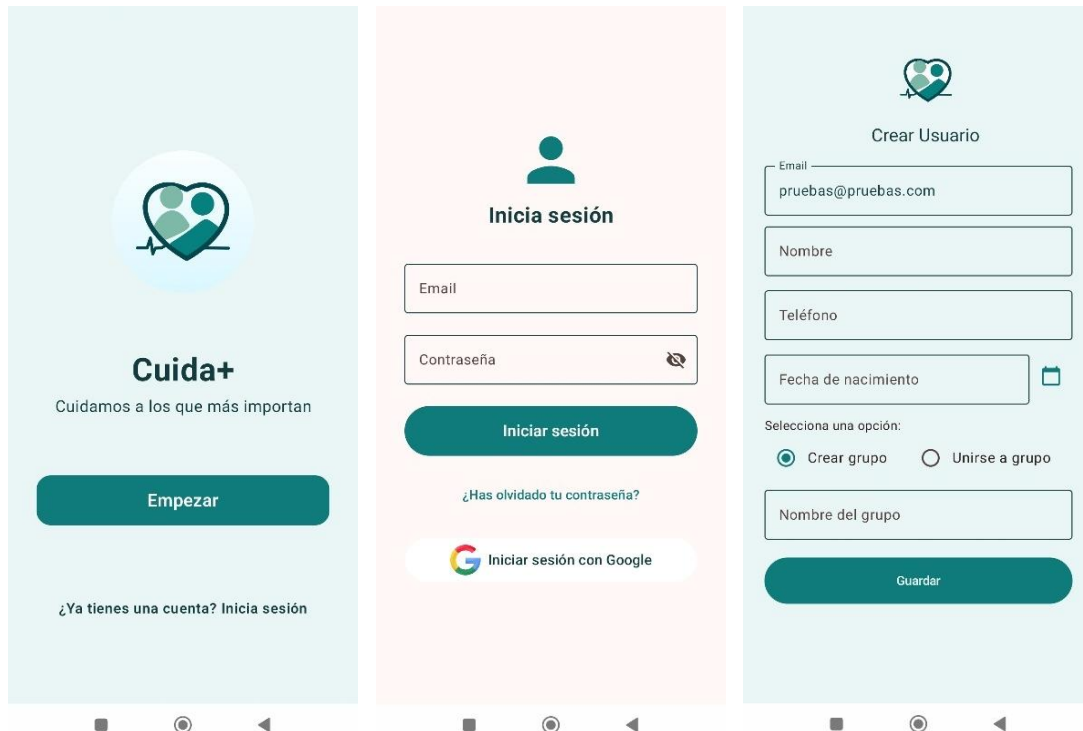 Cuida+
Cuidamos a los que más importan
Empezar
¿Ya tienes una cuenta? Inicia sesión
Inicia sesión
Email
Contraseña
Iniciar sesión
¿Has olvidado tu contraseña?
Iniciar sesión con Google
Crear Usuario
Email
pruebas@pruebas.com
Nombre
Teléfono
Fecha de nacimiento
Selecciona una opción:
Crear grupo Unirse a grupo
Nombre del grupo
Guardar